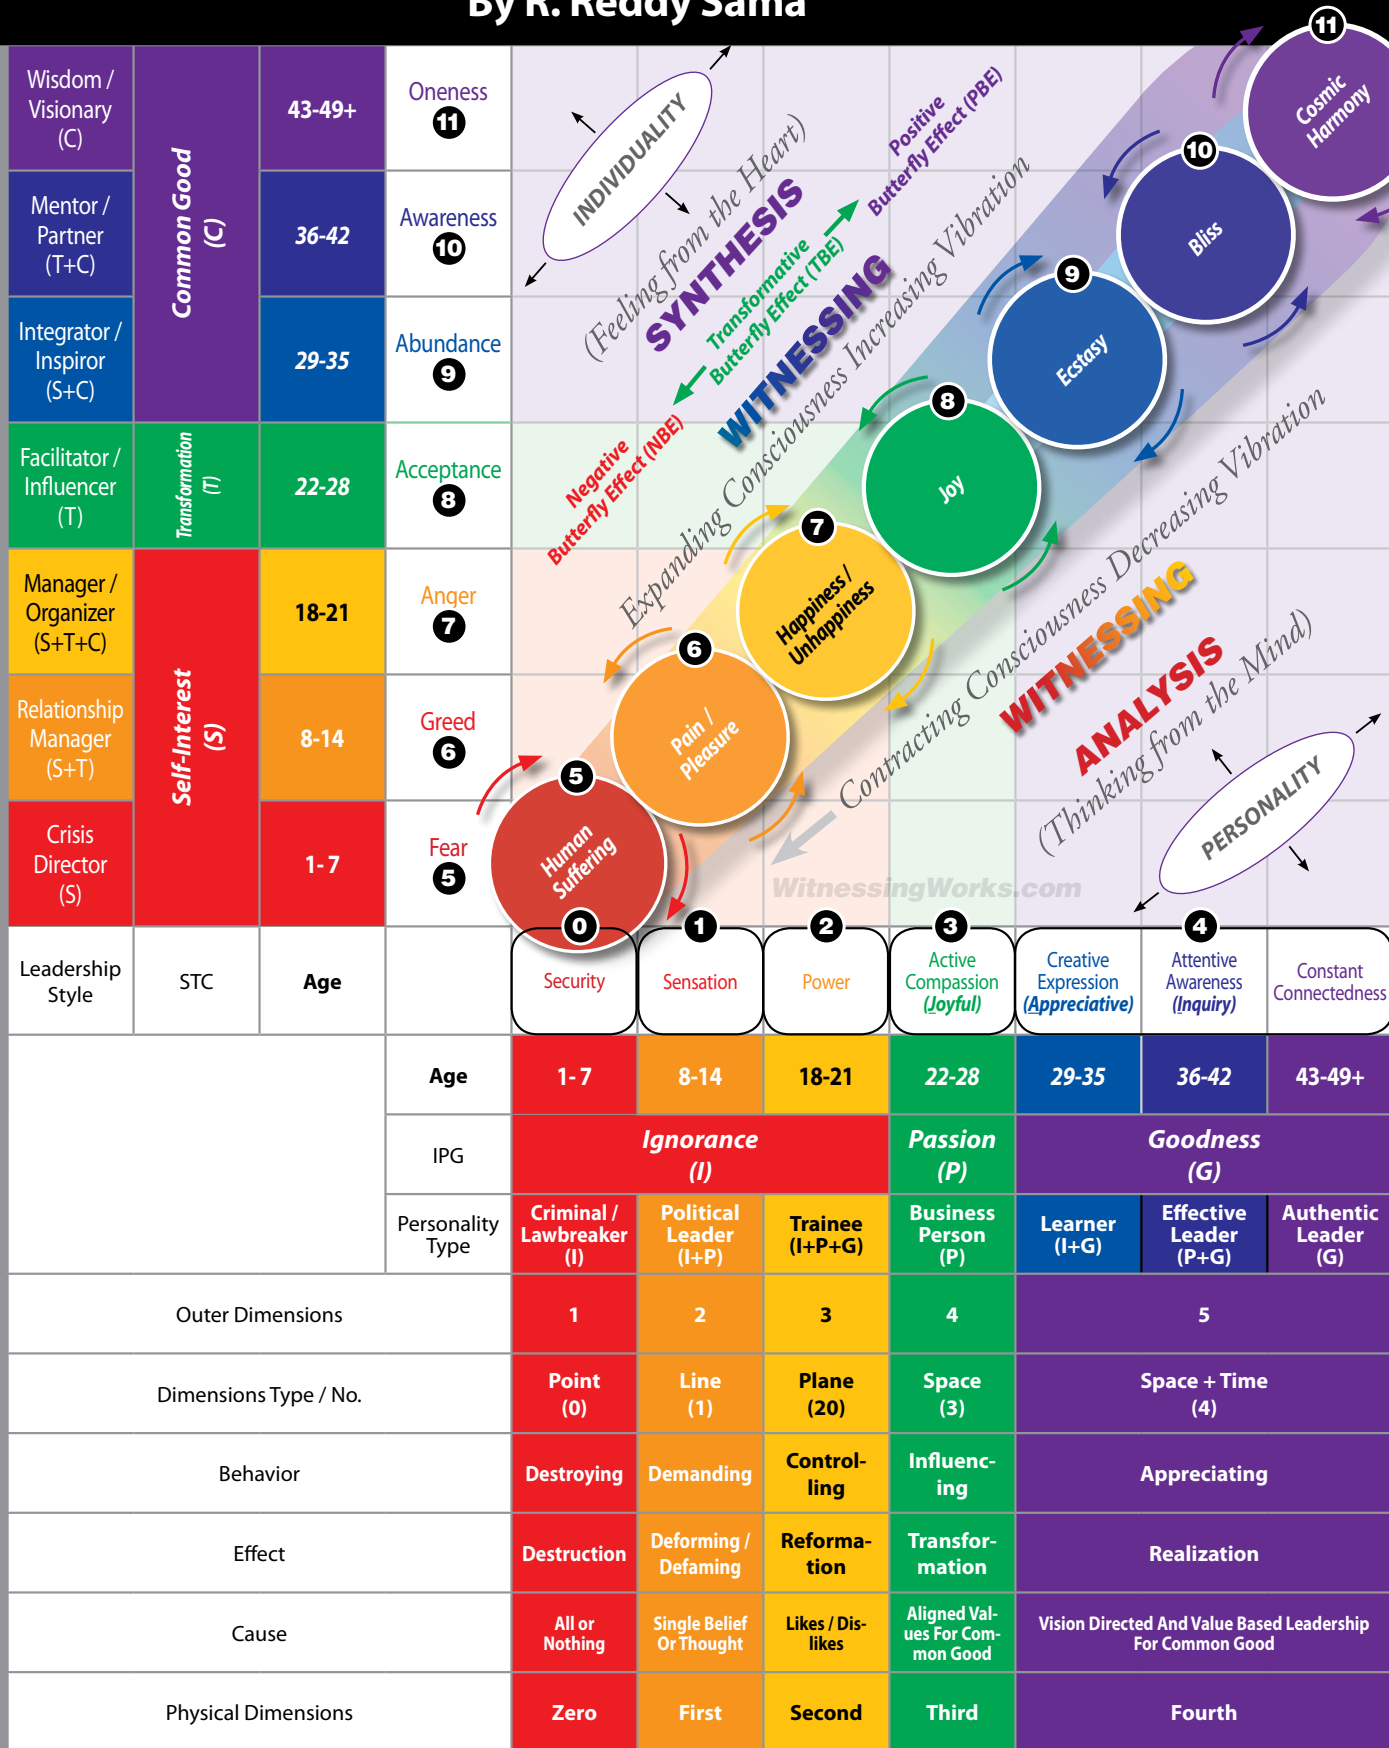 By R. Reddy Sama
Wisdom /
Visionary
(C)
Common Good
(C)
43-49+
Oneness
11
Mentor /
Partner
(T+C)
36-42
Awareness
10
Integrator /
Inspiror
(S+C)
29-35
Abundance
9
Facilitator /
Influencer
(T)
Transformation
(T)
22-28
Acceptance
8
Manager /
Organizer
(S+T+C)
Self-Interest
(S)
18-21
Anger
7
Relationship
Manager
(S+T)
8-14
Greed
6
Crisis
Director
(S)
1- 7
Fear
5
INDIVIDUALITY
(Feeling from the Heart)
SYNTHESIS
Positive
Butterfly Effect (PBE)
Transformative
Butterfly Effect (TBE)
Negative
Butterfly Effect (NBE)
WITNESSING
Expanding Consciousness Increasing Vibration
11
Cosmic
Harmony
10
Bliss
9
Ecstasy
8
Joy
7
Happiness /
Unhappiness
6
Pain /
Pleasure
5
Human
Suffering
Contracting Consciousness Decreasing Vibration
WITNESSING
ANALYSIS
(Thinking from the Mind)
PERSONALITY
WitnessingWorks.com
Leadership
Style
STC
Age
0
Security
1
Sensation
2
Power
3
Active
Compassion
(Joyful)
4
Creative
Expression
(Appreciative)
Attentive
Awareness
(Inquiry)
Constant
Connectedness
Age
1- 7
8-14
18-21
22-28
29-35
36-42
43-49+
IPG
Ignorance
(I)
Passion
(P)
Goodness
(G)
Personality
Type
Criminal /
Lawbreaker
(I)
Political
Leader
(I+P)
Trainee
(I+P+G)
Business
Person
(P)
Learner
(I+G)
Effective
Leader
(P+G)
Authentic
Leader
(G)
Outer Dimensions
1
2
3
4
5
Dimensions Type / No.
Point
(0)
Line
(1)
Plane
(20)
Space
(3)
Space + Time
(4)
Behavior
Destroying
Demanding
Control-
ling
Influenc-
ing
Appreciating
Effect
Destruction
Deforming /
Defaming
Reforma-
tion
Transfor-
mation
Realization
Cause
All or
Nothing
Single Belief
Or Thought
Likes / Dis-
likes
Aligned Val-
ues For Com-
mon Good
Vision Directed And Value Based Leadership
For Common Good
Physical Dimensions
Zero
First
Second
Third
Fourth